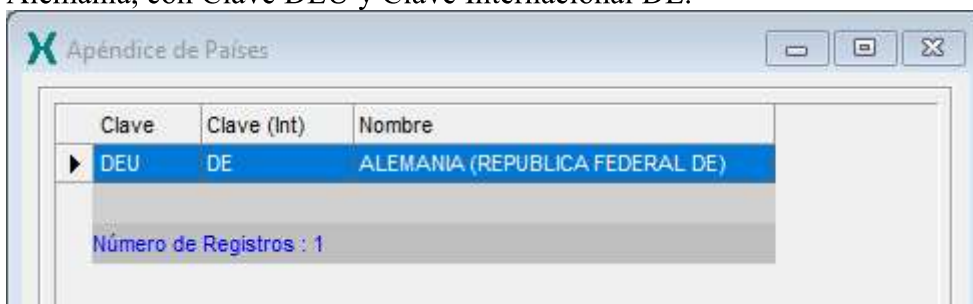 Alemania, con Clave DEU y Clave Internacional DE.
Apéndice de Países
Clave Clave (Int) Nombre
DEU DE ALEMANIA (REPUBLICA FEDERAL DE)
Número de Registros : 1